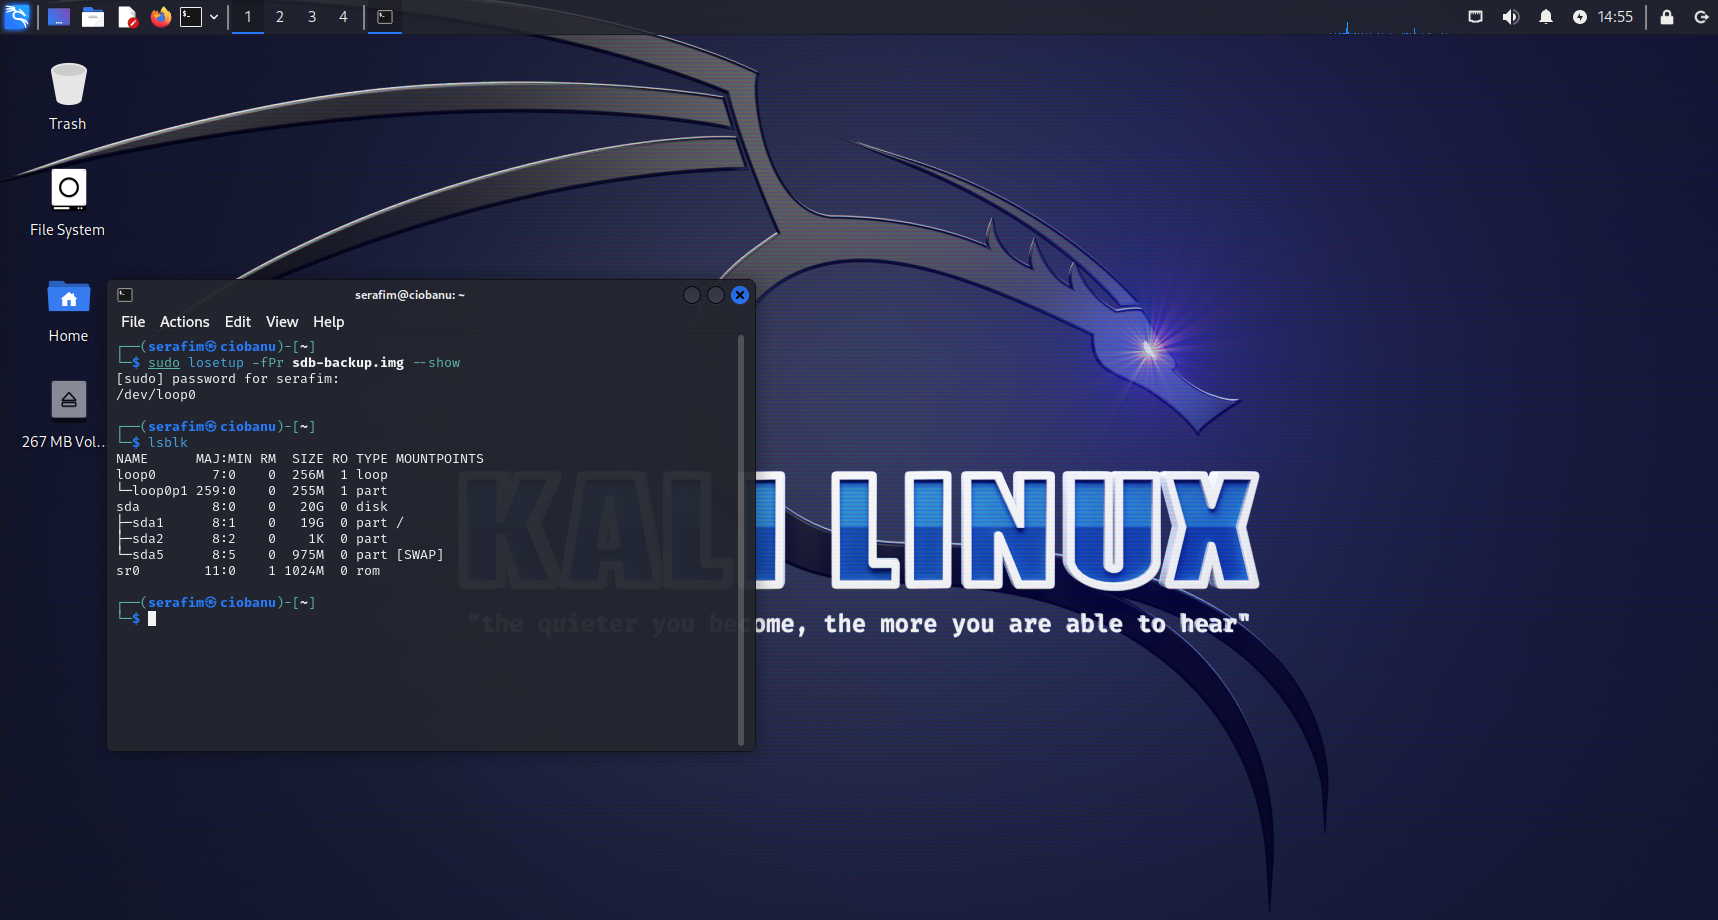 1 2 3 4
14:55
Trash
File System
Home
267 MB Vol...
serafim@ciobanu: ~
File Actions Edit View Help
┌──(serafim㉿ciobanu)-[~]
└─$ sudo losetup -fPr sdb-backup.img --show
[sudo] password for serafim:
/dev/loop0
┌──(serafim㉿ciobanu)-[~]
└─$ lsblk
NAME      MAJ:MIN RM  SIZE RO TYPE MOUNTPOINTS
loop0       7:0    0  256M  1 loop
└─loop0p1 259:0    0  255M  1 part
sda         8:0    0   20G  0 disk
├─sda1      8:1    0   19G  0 part /
├─sda2      8:2    0    1K  0 part
└─sda5      8:5    0  975M  0 part [SWAP]
sr0        11:0    1 1024M  0 rom
┌──(serafim㉿ciobanu)-[~]
└─$
KALI LINUX
"the quieter you become, the more you are able to hear"